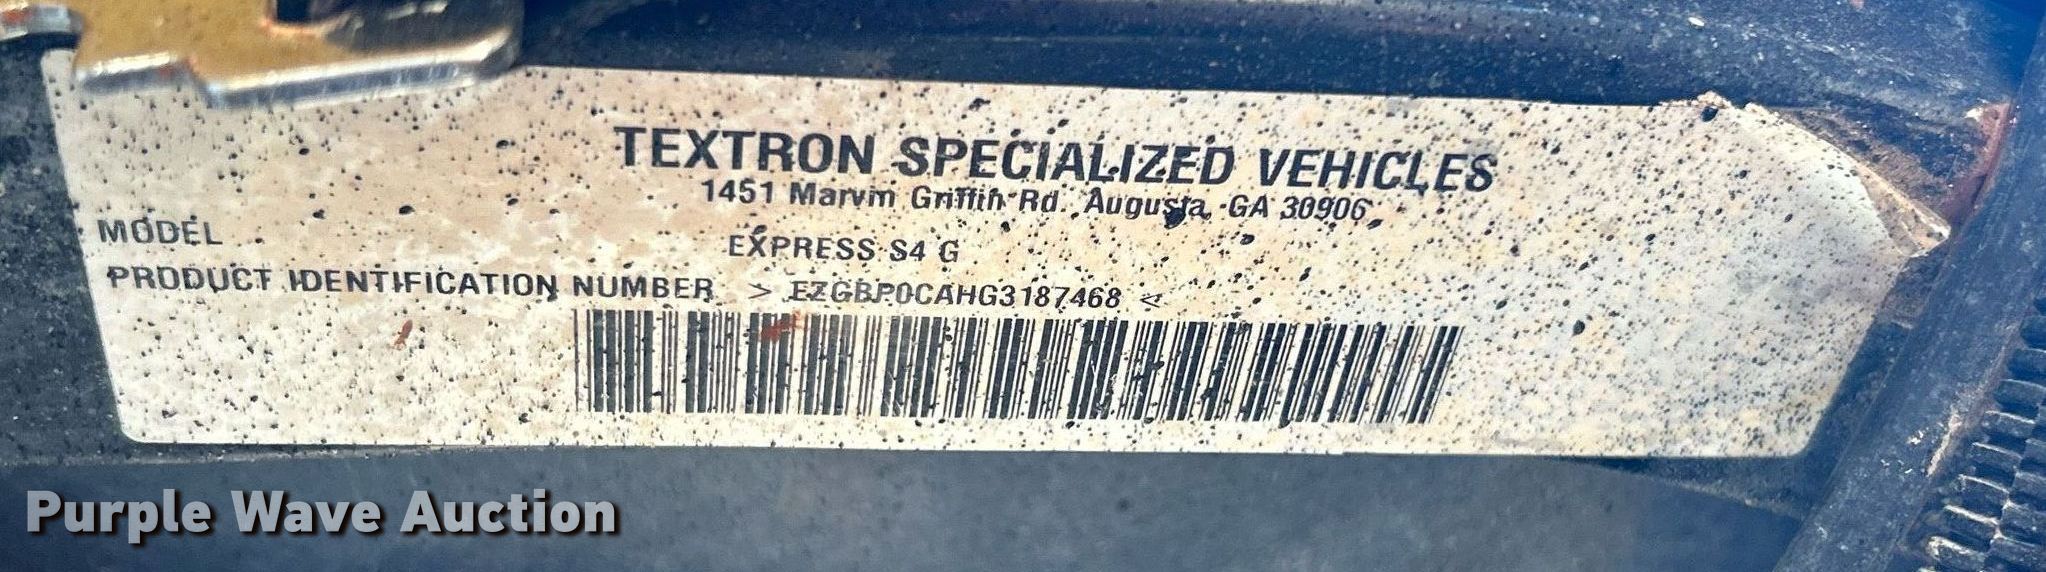 TEXTRON SPECIALIZED VEHICLES
1451 Marvin Griffith Rd., Augusta, GA 30906
MODEL EXPRESS S4 G
PRODUCT IDENTIFICATION NUMBER > EZGBP0CAHG3187468 <
Purple Wave Auction